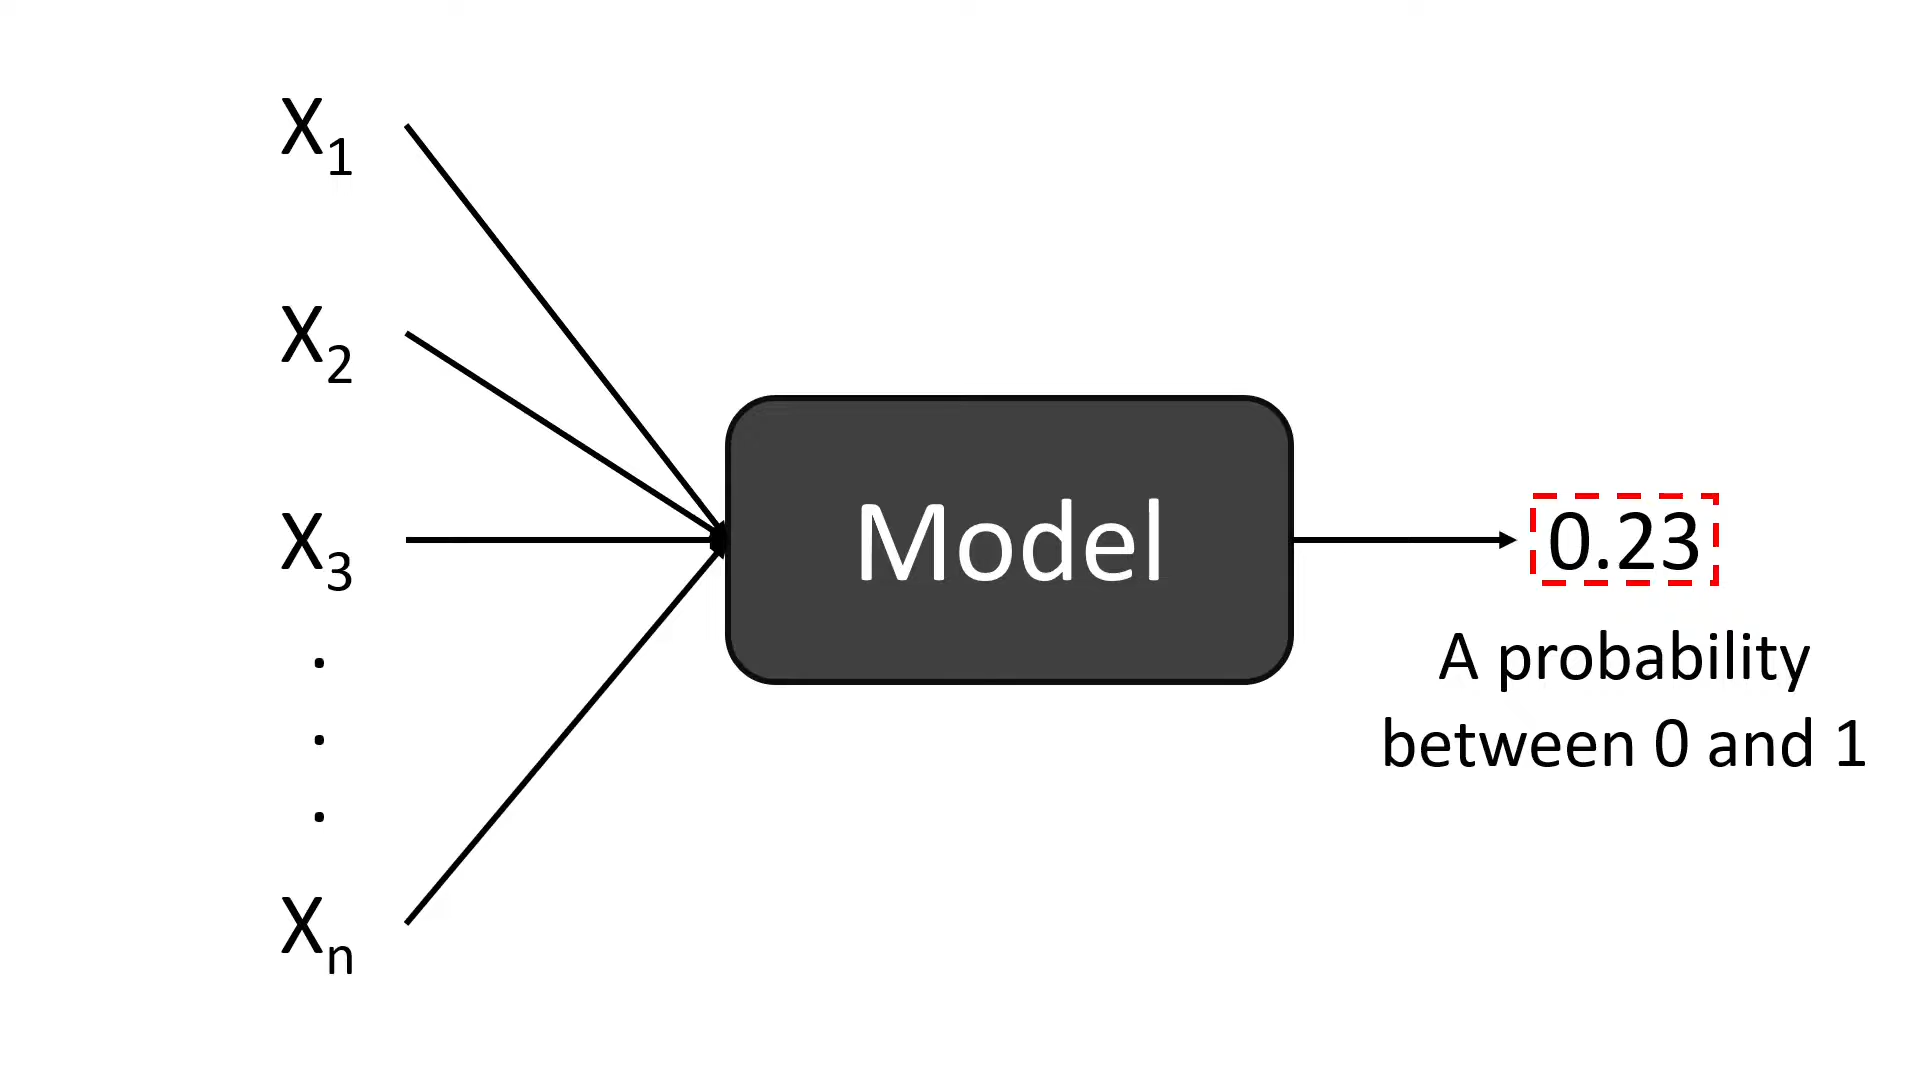 X1
X2
X3
.
.
.
Xn
Model
0.23
A probability
between 0 and 1